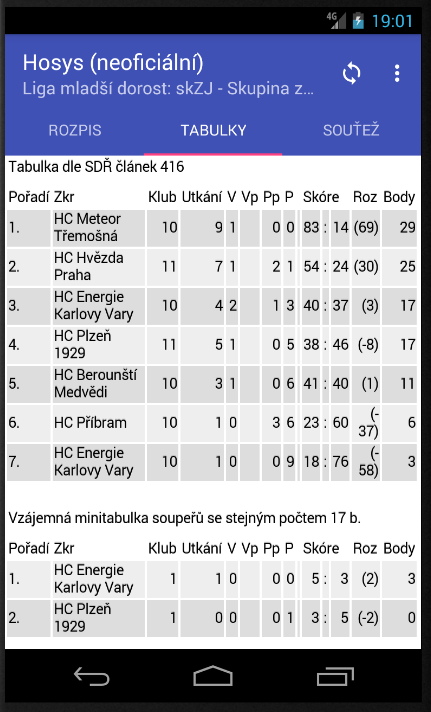 4G 19:01
Hosys (neoficiální)
Liga mladší dorost: skZJ - Skupina z...
ROZPIS TABULKY SOUŤEŽ
Tabulka dle SDŘ článek 416
Pořadí Zkr Klub Utkání V Vp Pp P Skóre Roz Body
1. HC Meteor Třemošná 10 9 1 0 0 83 : 14 (69) 29
2. HC Hvězda Praha 11 7 1 2 1 54 : 24 (30) 25
3. HC Energie Karlovy Vary 10 4 2 1 3 40 : 37 (3) 17
4. HC Plzeň 1929 11 5 1 0 5 38 : 46 (-8) 17
5. HC Berounští Medvědi 10 3 1 0 6 41 : 40 (1) 11
6. HC Příbram 10 1 0 3 6 23 : 60 (-37) 6
7. HC Energie Karlovy Vary 10 1 0 0 9 18 : 76 (-58) 3
Vzájemná minitabulka soupeřů se stejným počtem 17 b.
Pořadí Zkr Klub Utkání V Vp Pp P Skóre Roz Body
1. HC Energie Karlovy Vary 1 1 0 0 0 5 : 3 (2) 3
2. HC Plzeň 1929 1 0 0 0 1 3 : 5 (-2) 0